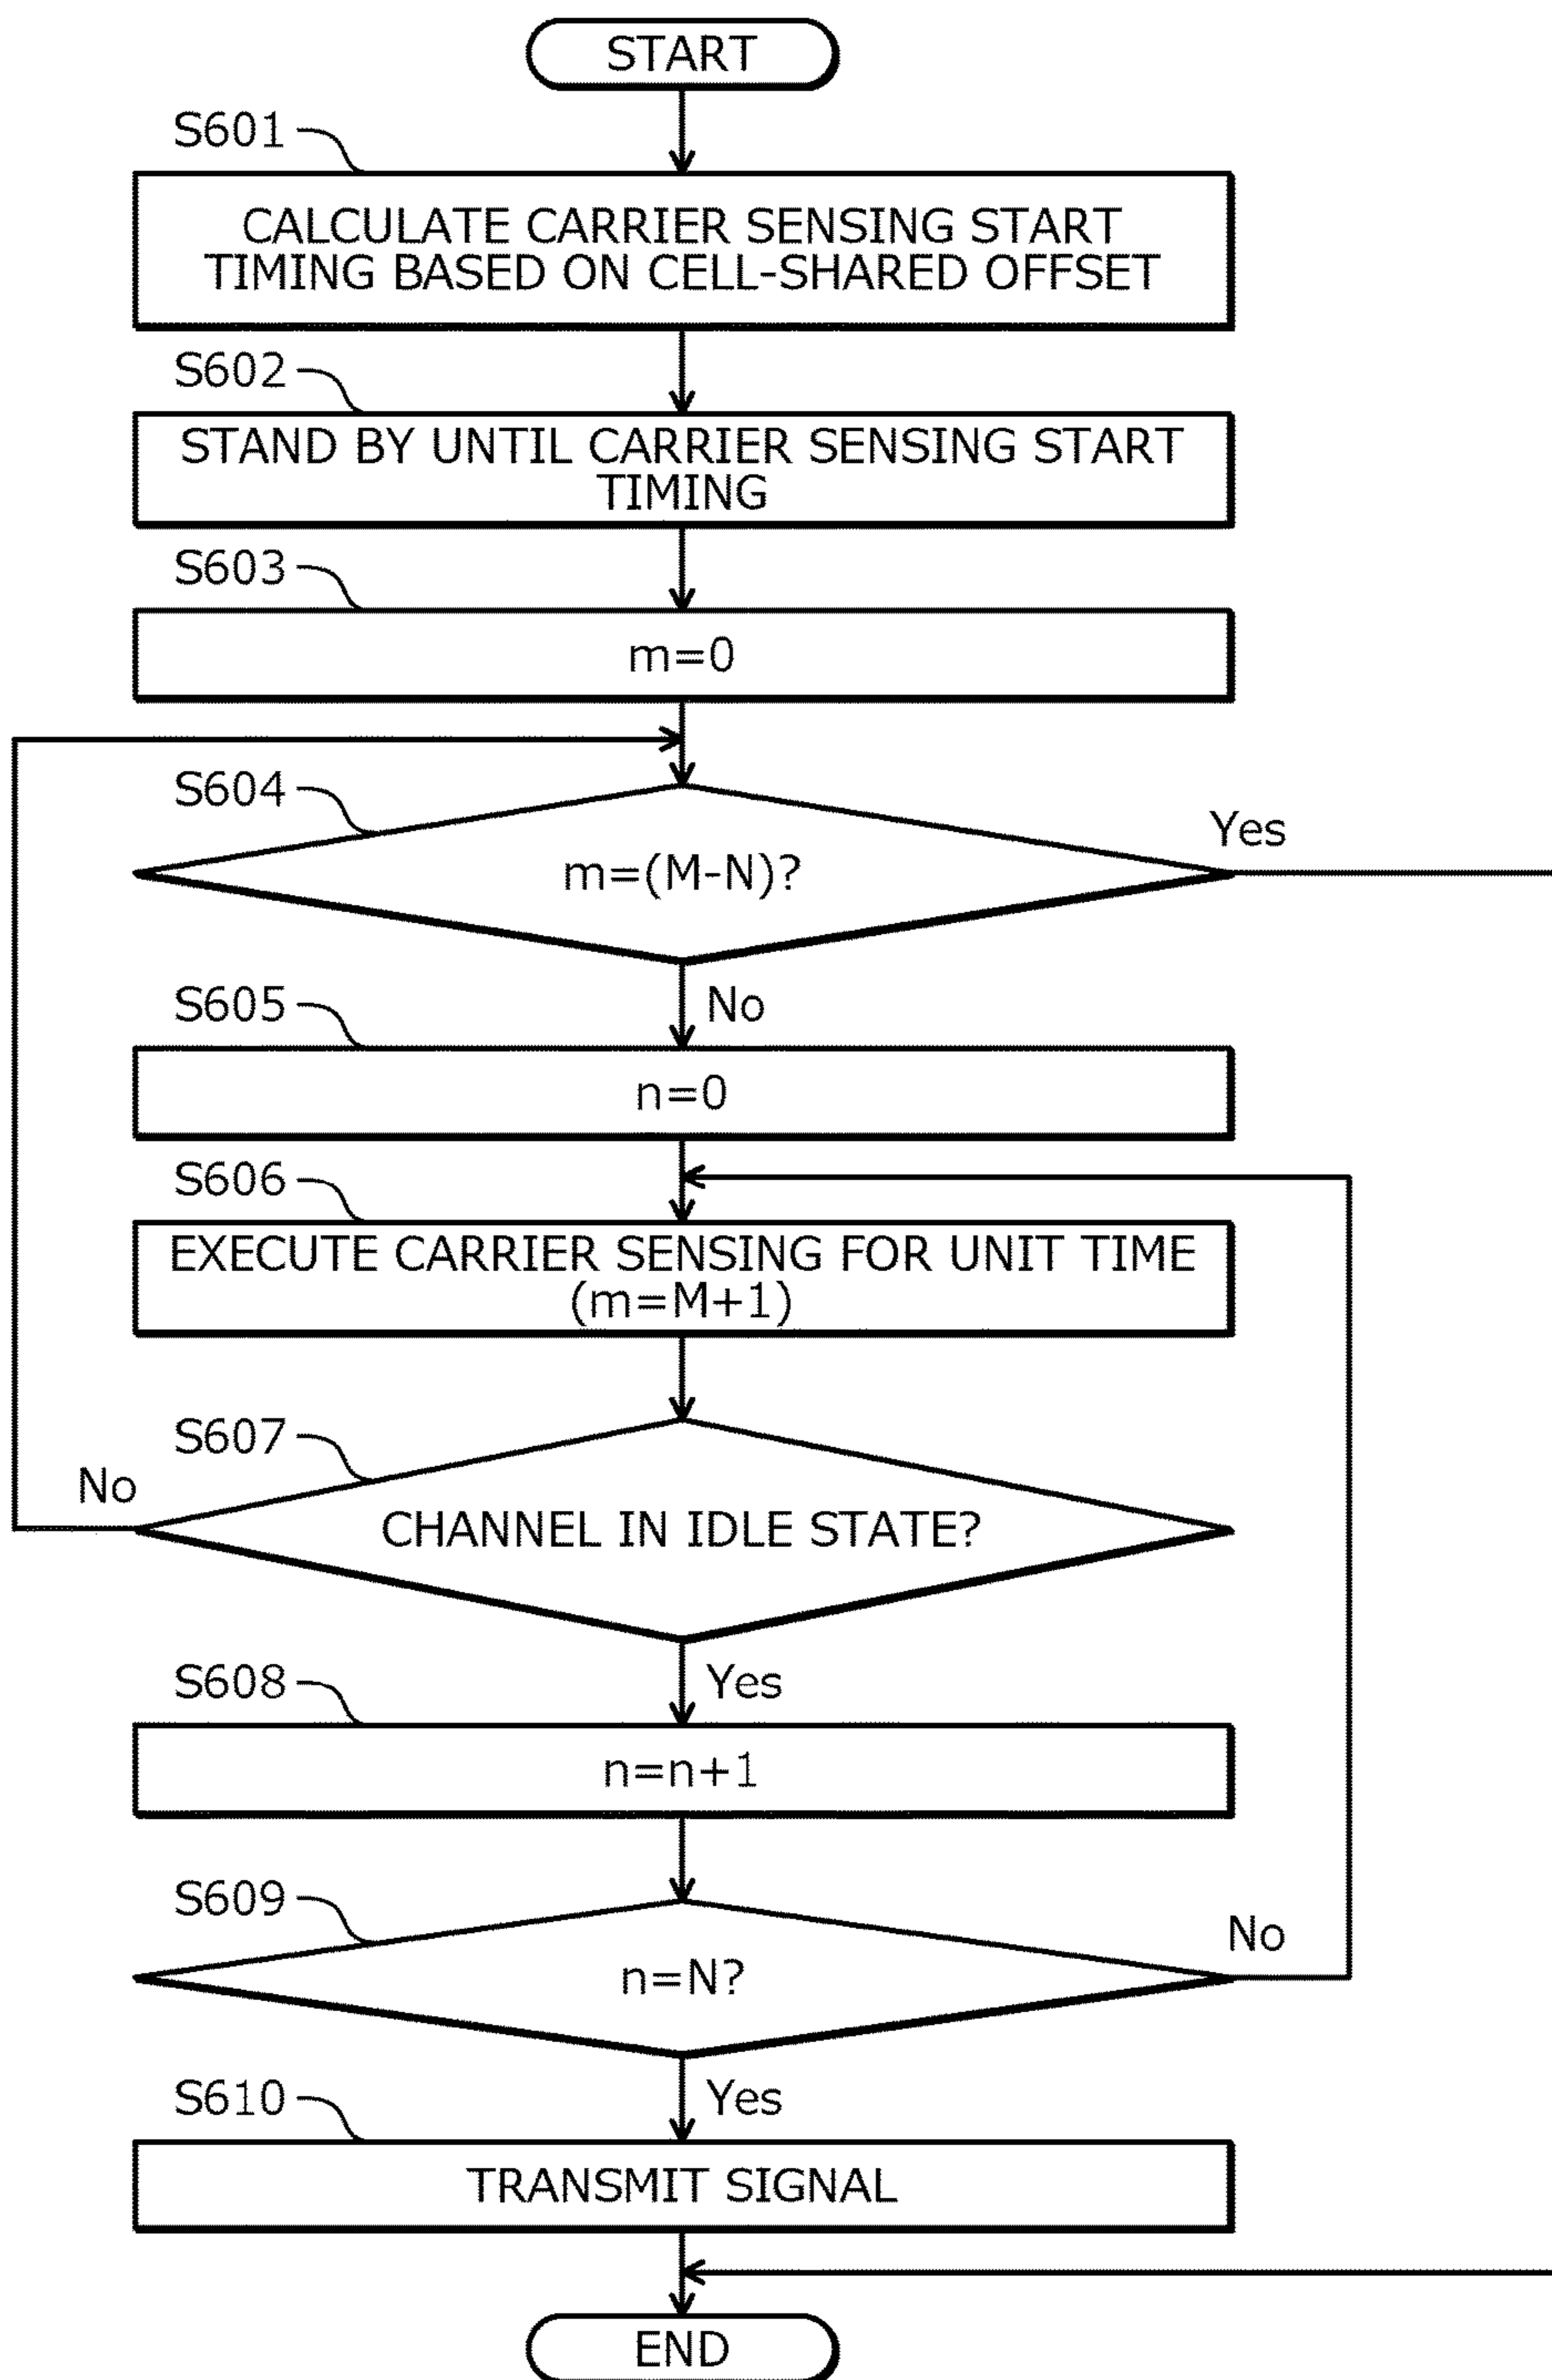 START
S601
CALCULATE CARRIER SENSING START
TIMING BASED ON CELL-SHARED OFFSET
S602
STAND BY UNTIL CARRIER SENSING START
TIMING
S603
m=0
S604
m=(M-N)?
Yes
No
S605
n=0
S606
EXECUTE CARRIER SENSING FOR UNIT TIME
(m=M+1)
S607
No
CHANNEL IN IDLE STATE?
Yes
S608
n=n+1
S609
n=N?
No
Yes
S610
TRANSMIT SIGNAL
END